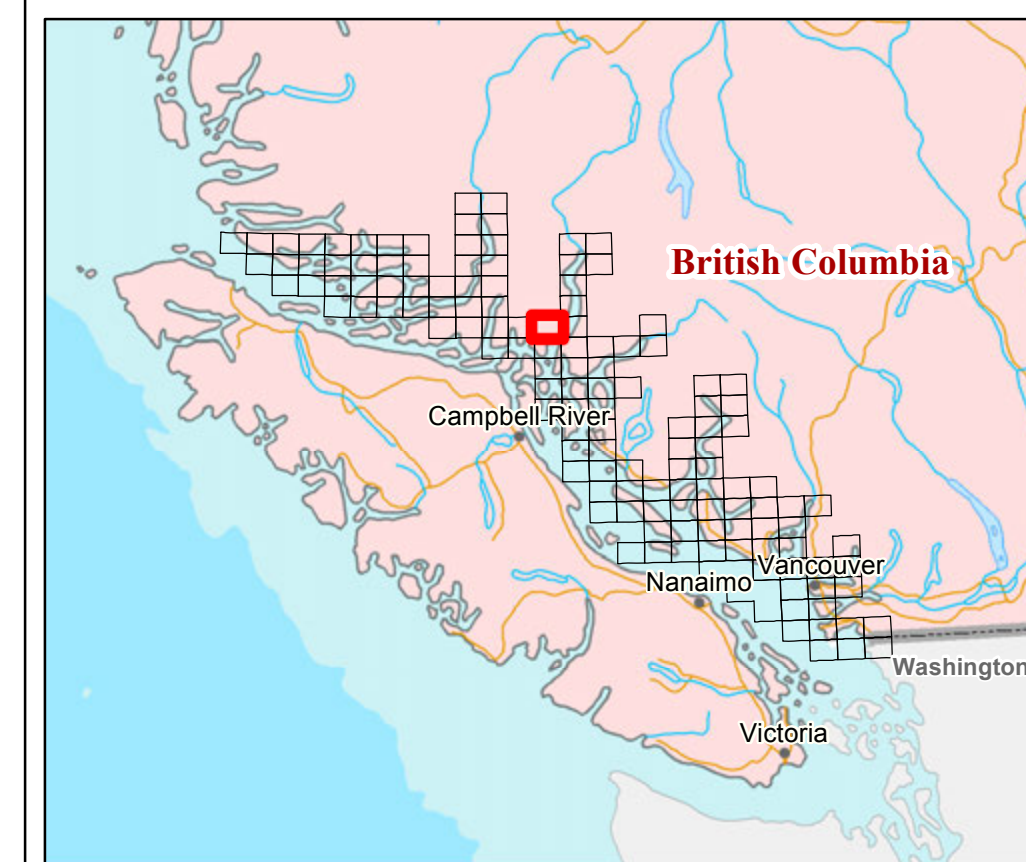 British Columbia
Campbell River
Vancouver
Nanaimo
Washington
Victoria